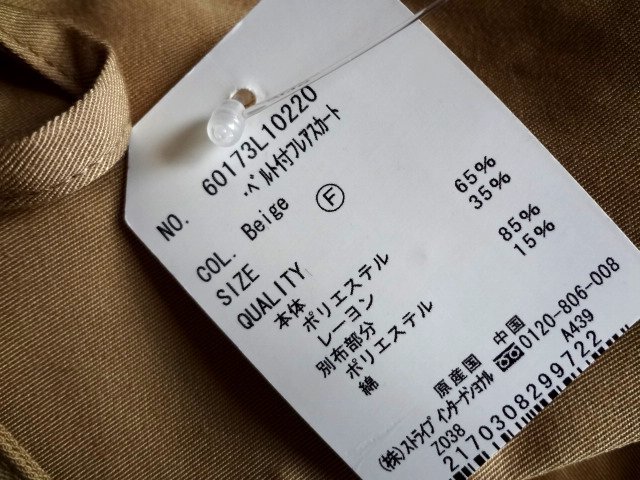 NO. 60173L10220
・ベルト付フレアスカート
COL. Beige
SIZE Ⓕ
QUALITY
本体
ポリエステル 65%
レーヨン 35%
別布部分
ポリエステル 85%
綿 15%
原産国 中国
(株)ストライプ インターナショナル 0120-806-008
Z038 A439
2170308299722